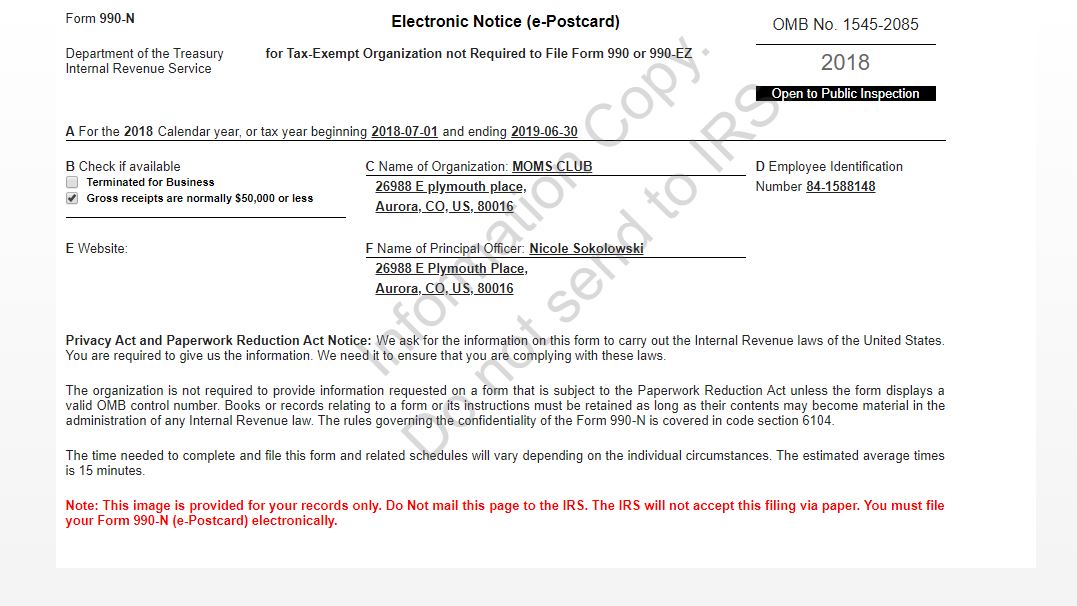 Form 990-N
Electronic Notice (e-Postcard)
OMB No. 1545-2085
Department of the Treasury
Internal Revenue Service
for Tax-Exempt Organization not Required to File Form 990 or 990-EZ
2018
Open to Public Inspection
A For the 2018 Calendar year, or tax year beginning 2018-07-01 and ending 2019-06-30
B Check if available
Terminated for Business
Gross receipts are normally $50,000 or less
C Name of Organization: MOMS CLUB
26988 E plymouth place,
Aurora, CO, US, 80016
D Employee Identification
Number 84-1588148
E Website:
F Name of Principal Officer: Nicole Sokolowski
26988 E Plymouth Place,
Aurora, CO, US, 80016
Privacy Act and Paperwork Reduction Act Notice: We ask for the information on this form to carry out the Internal Revenue laws of the United States.
You are required to give us the information. We need it to ensure that you are complying with these laws.
The organization is not required to provide information requested on a form that is subject to the Paperwork Reduction Act unless the form displays a
valid OMB control number. Books or records relating to a form or its instructions must be retained as long as their contents may become material in the
administration of any Internal Revenue law. The rules governing the confidentiality of the Form 990-N is covered in code section 6104.
The time needed to complete and file this form and related schedules will vary depending on the individual circumstances. The estimated average times
is 15 minutes.
Note: This image is provided for your records only. Do Not mail this page to the IRS. The IRS will not accept this filing via paper. You must file
your Form 990-N (e-Postcard) electronically.
Information Copy.
Do not send to IRS